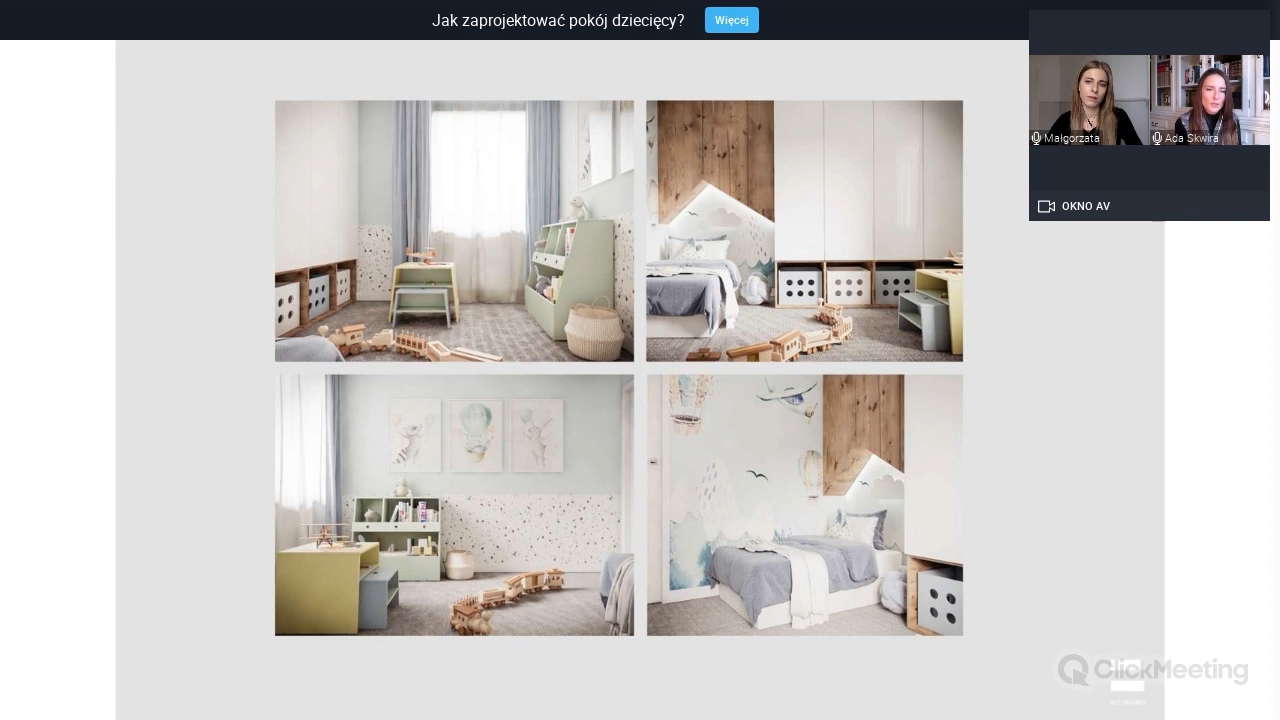 Jak zaprojektować pokój dziecięcy?
Więcej
Małgorzata
Ada Skwira
OKNO AV
ClickMeeting